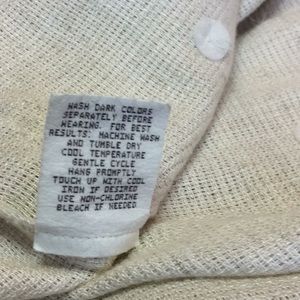 WASH DARK COLORS
SEPARATELY BEFORE
WEARING. FOR BEST
RESULTS: MACHINE WASH
AND TUMBLE DRY
COOL TEMPERATURE
GENTLE CYCLE
HANG PROMPTLY
TOUCH UP WITH COOL
IRON IF DESIRED
USE NON-CHLORINE
BLEACH IF NEEDED